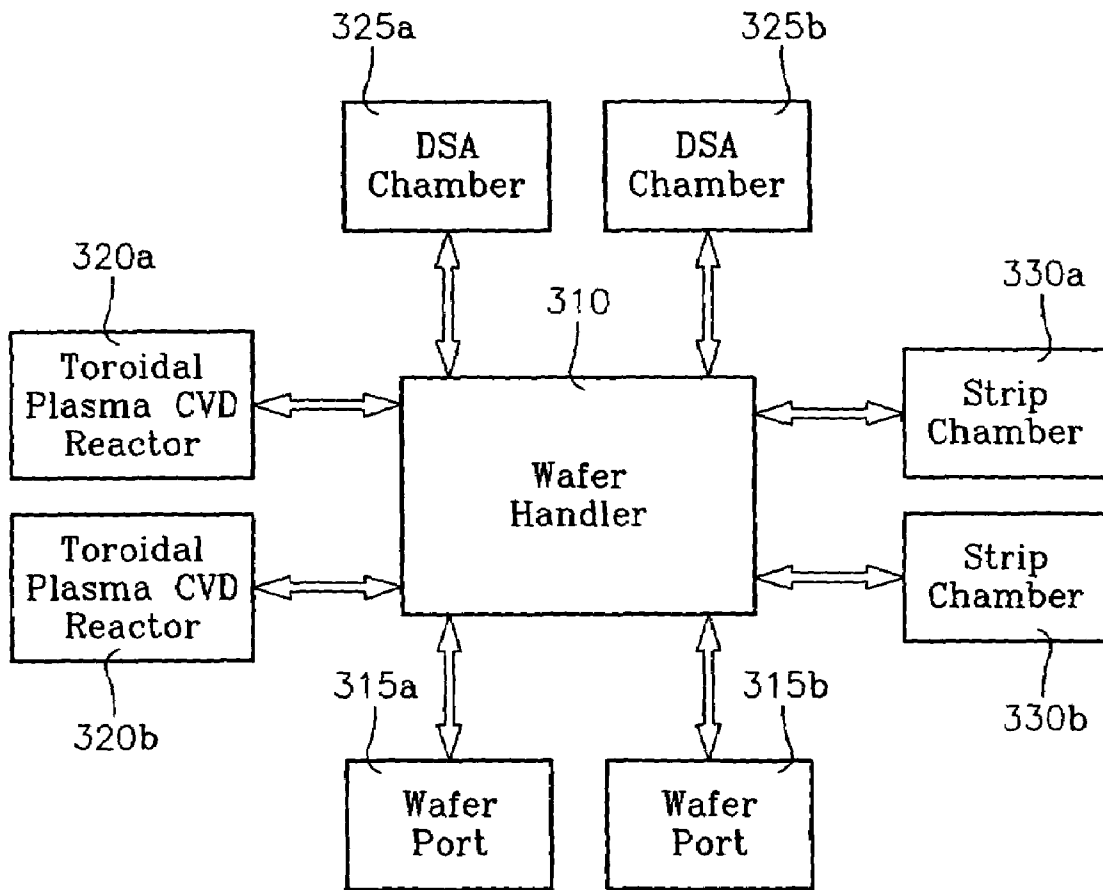 325a
325b
DSA
Chamber
DSA
Chamber
320a
310
330a
Toroidal
Plasma CVD
Reactor
Strip
Chamber
Wafer
Handler
Toroidal
Plasma CVD
Reactor
Strip
Chamber
320b
315a
315b
330b
Wafer
Port
Wafer
Port